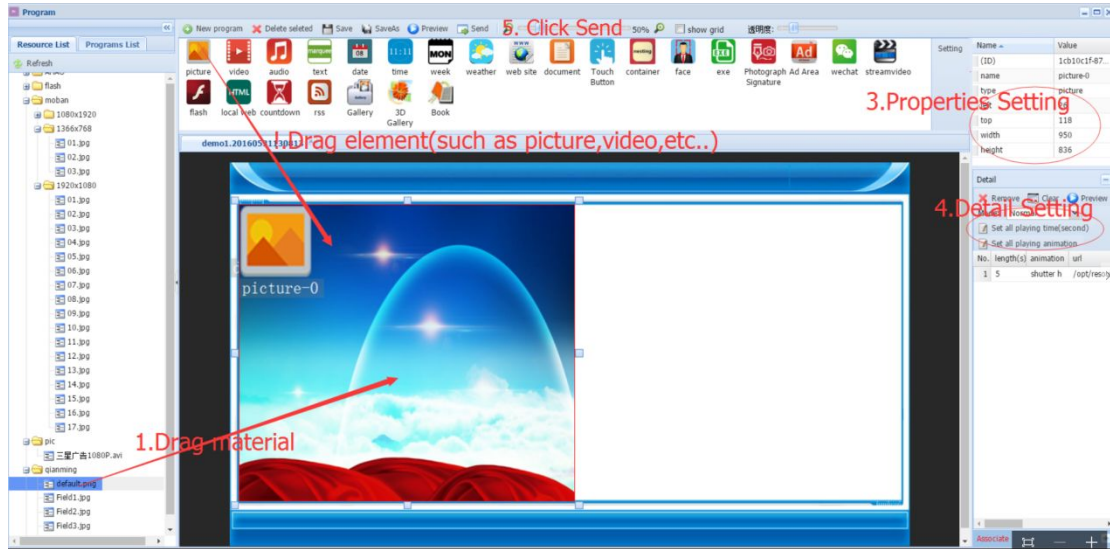 Program
Resource List
Programs List
Refresh
flash
moban
1080x1920
1366x768
01.jpg
02.jpg
03.jpg
1920x1080
01.jpg
02.jpg
03.jpg
04.jpg
05.jpg
06.jpg
07.jpg
08.jpg
09.jpg
10.jpg
11.jpg
12.jpg
13.jpg
14.jpg
15.jpg
16.jpg
17.jpg
pic
三星广告1080P.avi
qianming
default.png
Field1.jpg
Field2.jpg
Field3.jpg
New program Delete seleted Save SaveAs Preview Send 50% show grid 透明度:
5. Click Send
picture video audio text date time week weather web site document Touch Button container face exe Photograph Signature Ad Area wechat streamvideo
flash local web countdown rss Gallery 3D Gallery Book
Setting
Drag element(such as picture,video,etc..)
picture-0
1.Drag material
Name Value
(ID) 1cb10c1f-87...
name picture-0
type picture
3.Properties Setting
top 118
width 950
height 836
Detail
Remove Clear Preview
4.Detail Setting
Set all playing time(second)
Set all playing animation
No. length(s) animation url
1 5 shutter h
Associate